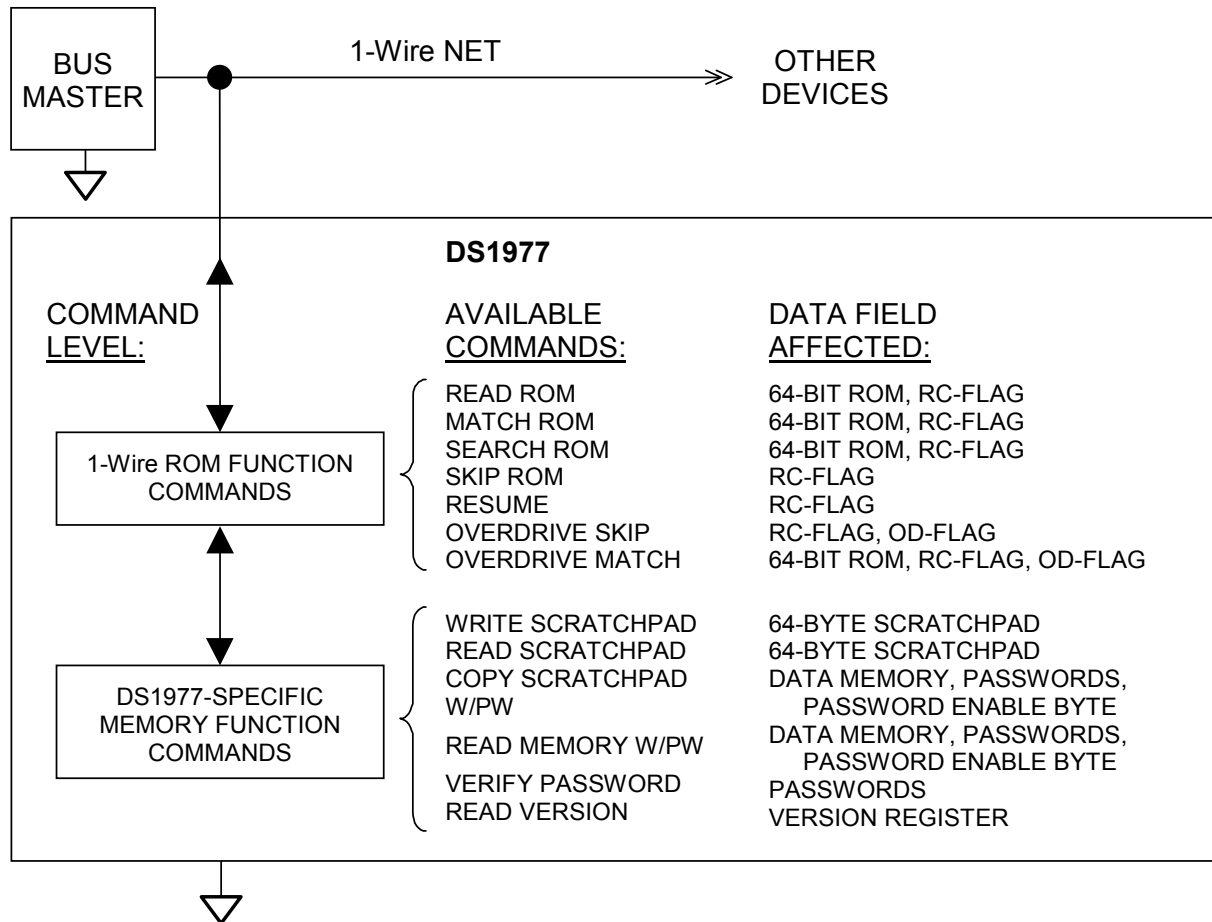 BUS
MASTER
1-Wire NET
OTHER
DEVICES
DS1977
COMMAND
LEVEL:
AVAILABLE
COMMANDS:
DATA FIELD
AFFECTED:
1-Wire ROM FUNCTION
COMMANDS
READ ROM 64-BIT ROM, RC-FLAG
MATCH ROM 64-BIT ROM, RC-FLAG
SEARCH ROM 64-BIT ROM, RC-FLAG
SKIP ROM RC-FLAG
RESUME RC-FLAG
OVERDRIVE SKIP RC-FLAG, OD-FLAG
OVERDRIVE MATCH 64-BIT ROM, RC-FLAG, OD-FLAG
DS1977-SPECIFIC
MEMORY FUNCTION
COMMANDS
WRITE SCRATCHPAD 64-BYTE SCRATCHPAD
READ SCRATCHPAD 64-BYTE SCRATCHPAD
COPY SCRATCHPAD DATA MEMORY, PASSWORDS,
W/PW PASSWORD ENABLE BYTE
READ MEMORY W/PW DATA MEMORY, PASSWORDS,
PASSWORD ENABLE BYTE
VERIFY PASSWORD PASSWORDS
READ VERSION VERSION REGISTER